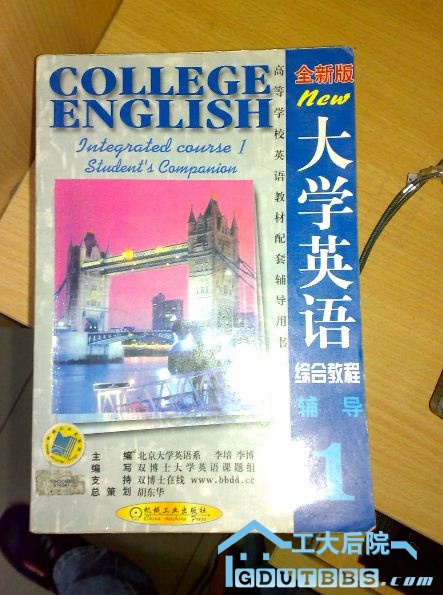 COLLEGE
ENGLISH
Integrated course 1
Student's Companion
高等学校英语教材配套辅导用书
全新版
New
大学英语
综合教程
辅导
1
主编 北京大学英语系 李培 李博
编写 双博士大学英语课题组
支持 双博士在线 www.bbdd.cc
总策划 胡东华
机械工业出版社
China machine Press
工大后院
GDUTBBS.com